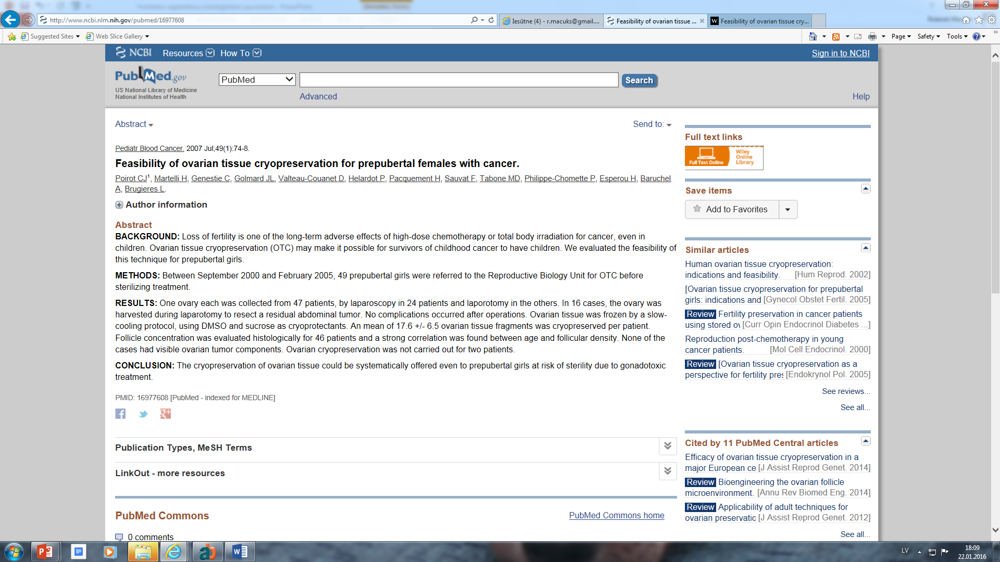 http://www.ncbi.nlm.nih.gov/pubmed/16977608
Iesūtne (4) - r.macuks@gmail....
Feasibility of ovarian tissue ...
Feasibility of ovarian tissue cry...
Suggested Sites
Web Slice Gallery
Page
Safety
Tools
NCBI
Resources
How To
Sign in to NCBI
PubMed.gov
US National Library of Medicine
National Institutes of Health
PubMed
Search
Advanced
Help
Abstract
Send to:
Pediatr Blood Cancer. 2007 Jul;49(1):74-8.
Feasibility of ovarian tissue cryopreservation for prepubertal females with cancer.
Poirot CJ1, Martelli H, Genestie C, Golmard JL, Valteau-Couanet D, Helardot P, Pacquement H, Sauvat F, Tabone MD, Philippe-Chomette P, Esperou H, Baruchel
A, Brugieres L.
Author information
Abstract
BACKGROUND: Loss of fertility is one of the long-term adverse effects of high-dose chemotherapy or total body irradiation for cancer, even in
children. Ovarian tissue cryopreservation (OTC) may make it possible for survivors of childhood cancer to have children. We evaluated the feasibility of
this technique for prepubertal girls.
METHODS: Between September 2000 and February 2005, 49 prepubertal girls were referred to the Reproductive Biology Unit for OTC before
sterilizing treatment.
RESULTS: One ovary each was collected from 47 patients, by laparoscopy in 24 patients and laporotomy in the others. In 16 cases, the ovary was
harvested during laparotomy to resect a residual abdominal tumor. No complications occurred after operations. Ovarian tissue was frozen by a slow-
cooling protocol, using DMSO and sucrose as cryoprotectants. An mean of 17.6 +/- 6.5 ovarian tissue fragments was cryopreserved per patient.
Follicle concentration was evaluated histologically for 46 patients and a strong correlation was found between age and follicular density. None of the
cases had visible ovarian tumor components. Ovarian cryopreservation was not carried out for two patients.
CONCLUSION: The cryopreservation of ovarian tissue could be systematically offered even to prepubertal girls at risk of sterility due to gonadotoxic
treatment.
PMID: 16977608 [PubMed - indexed for MEDLINE]
Publication Types, MeSH Terms
LinkOut - more resources
PubMed Commons
PubMed Commons home
0 comments
Full text links
Full Text Online
Wiley
Online
Library
Save items
Add to Favorites
Similar articles
Human ovarian tissue cryopreservation:
indications and feasibility. [Hum Reprod. 2002]
[Ovarian tissue cryopreservation for prepubertal
girls: indications and [Gynecol Obstet Fertil. 2005]
Review Fertility preservation in cancer patients
using stored ov [Curr Opin Endocrinol Diabetes ...]
Reproduction post-chemotherapy in young
cancer patients. [Mol Cell Endocrinol. 2000]
Review [Ovarian tissue cryopreservation as a
perspective for fertility pres [Endokrynol Pol. 2005]
See reviews...
See all...
Cited by 11 PubMed Central articles
Efficacy of ovarian tissue cryopreservation in a
major European ce [J Assist Reprod Genet. 2014]
Review Bioengineering the ovarian follicle
microenvironment. [Annu Rev Biomed Eng. 2014]
Review Applicability of adult techniques for
ovarian preservatic [J Assist Reprod Genet. 2012]
See all...
LV
18:09
22.01.2016